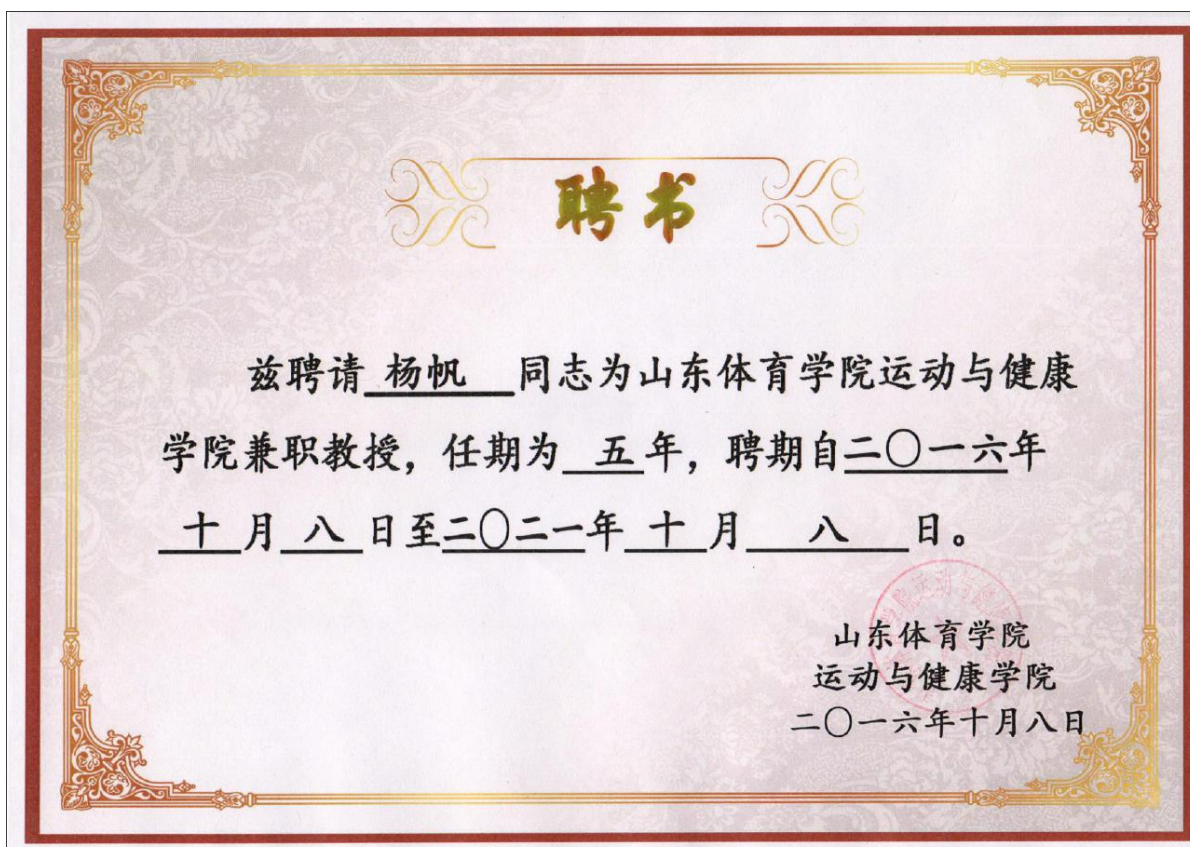 聘书
兹聘请 杨帆 同志为山东体育学院运动与健康
学院兼职教授，任期为 五 年，聘期自二〇一六年
十 月 八 日至二〇二一年 十 月 八 日。
山东体育学院
运动与健康学院
二〇一六年十月八日